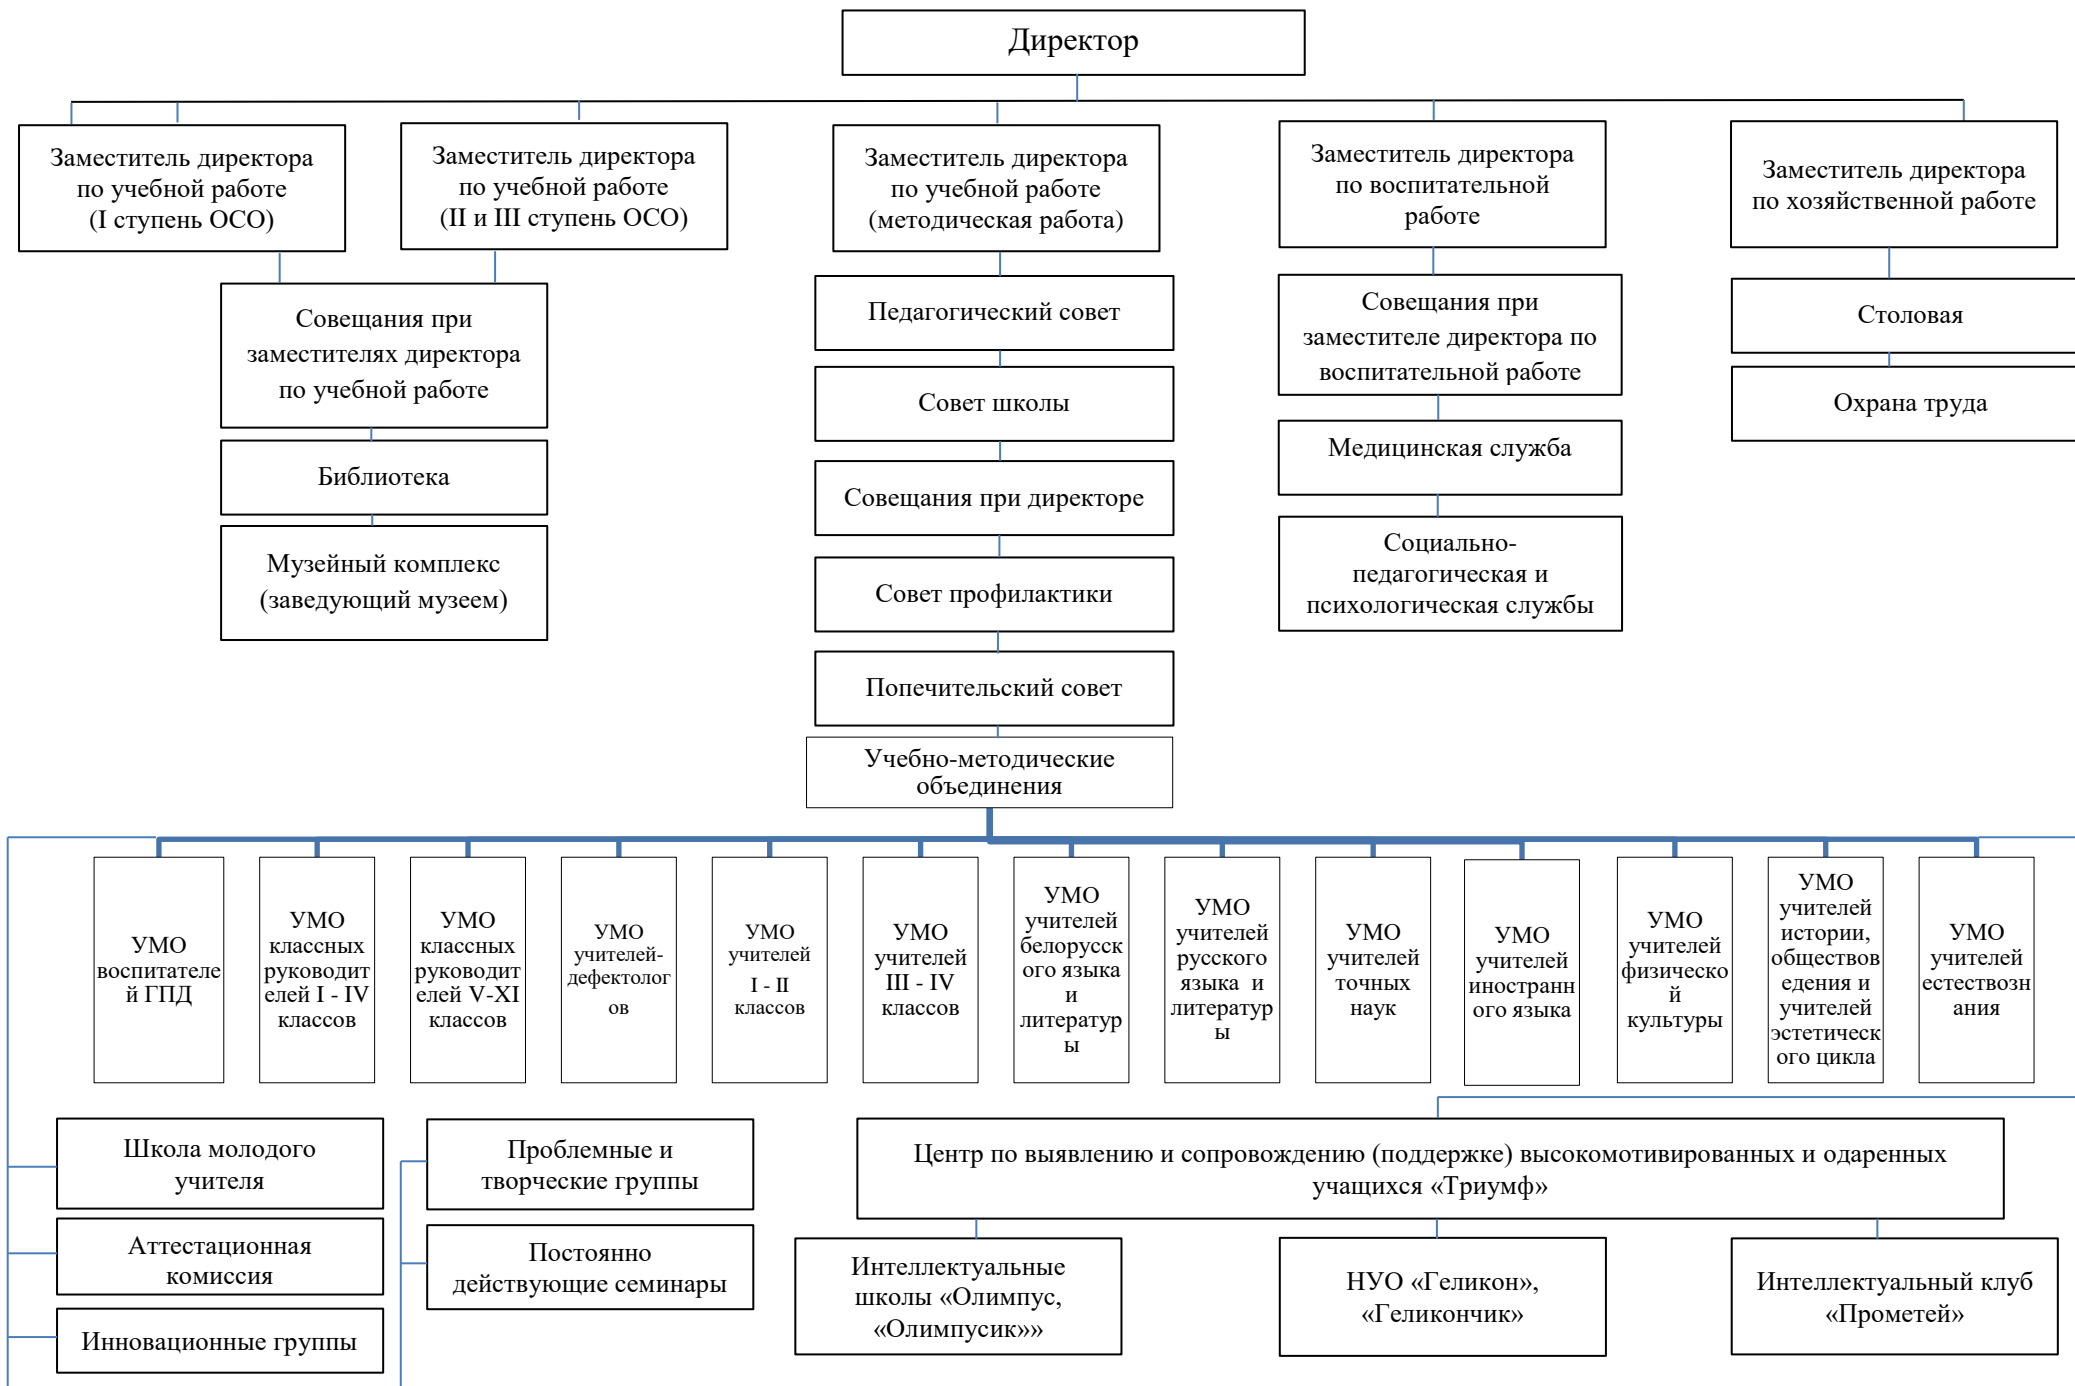 Директор
Заместитель директора
по учебной работе
(I ступень ОСО)
Заместитель директора
по учебной работе
(II и III ступень ОСО)
Заместитель директора
по учебной работе
(методическая работа)
Заместитель директора
по воспитательной
работе
Заместитель директора
по хозяйственной работе
Совещания при
заместителях директора
по учебной работе
Библиотека
Музейный комплекс
(заведующий музеем)
Педагогический совет
Совет школы
Совещания при директоре
Совет профилактики
Попечительский совет
Учебно-методические
объединения
Совещания при
заместителе директора по
воспитательной работе
Медицинская служба
Социально-
педагогическая и
психологическая службы
Столовая
Охрана труда
УМО
воспитателе
й ГПД
УМО
классных
руководит
елей I - IV
классов
УМО
классных
руководит
елей V-XI
классов
УМО
учителей-
дефектолог
ов
УМО
учителей
I - II
классов
УМО
учителей
III - IV
классов
УМО
учителей
белорусск
ого языка
и
литератур
ы
УМО
учителей
русского
языка и
литератур
ы
УМО
учителей
точных
наук
УМО
учителей
иностранн
ого языка
УМО
учителей
физическо
й
культуры
УМО
учителей
истории,
обществов
едения и
учителей
эстетическ
ого цикла
УМО
учителей
естествозн
ания
Школа молодого
учителя
Аттестационная
комиссия
Инновационные группы
Проблемные и
творческие группы
Постоянно
действующие семинары
Центр по выявлению и сопровождению (поддержке) высокомотивированных и одаренных
учащихся «Триумф»
Интеллектуальные
школы «Олимпус,
«Олимпусик»»
НУО «Геликон»,
«Геликончик»
Интеллектуальный клуб
«Прометей»